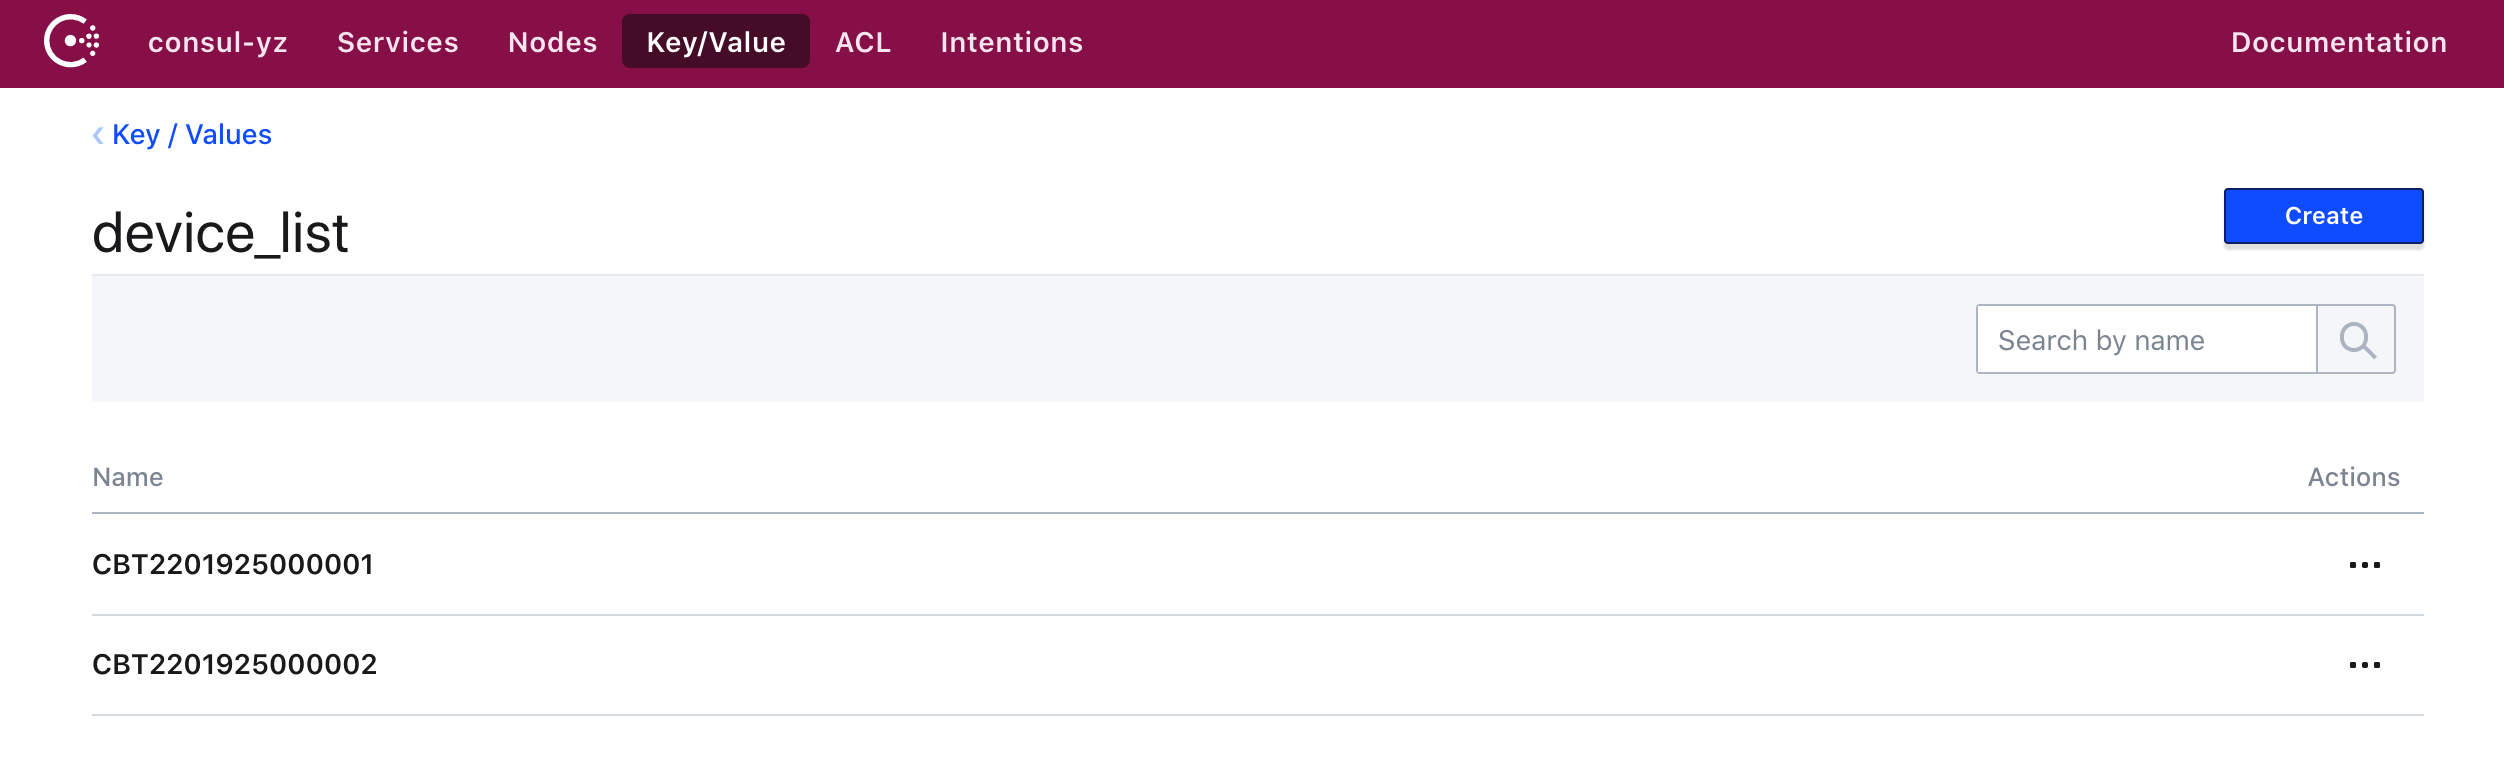 consul-yz Services Nodes Key/Value ACL Intentions Documentation
‹ Key / Values
device_list
Create
Search by name
Name Actions
CBT2201925000001
CBT2201925000002